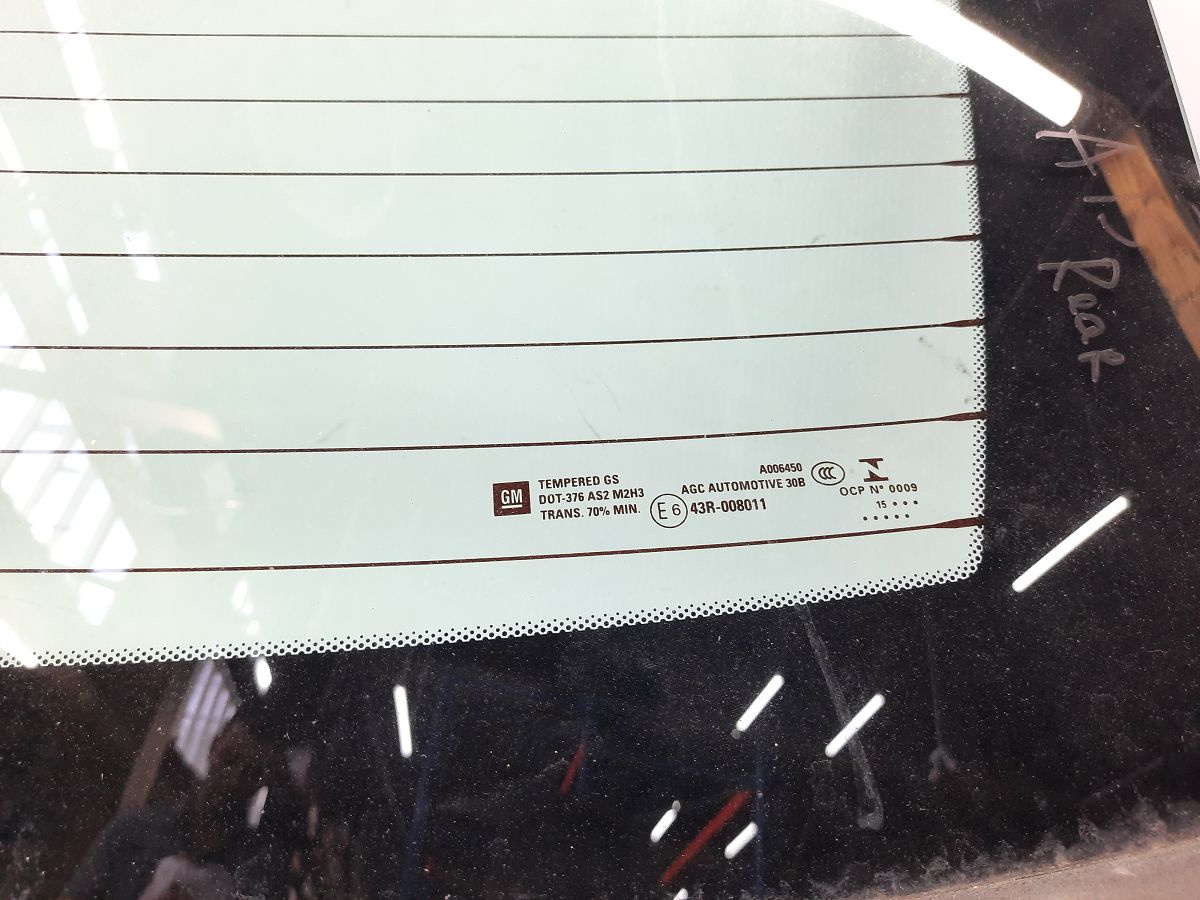 GM
TEMPERED GS
DOT-376 AS2 M2H3
TRANS. 70% MIN.
A006450
AGC AUTOMOTIVE 30B
E6 43R-008011
CCC
OCP N° 0009
15 • • •
• • • • •
Rear